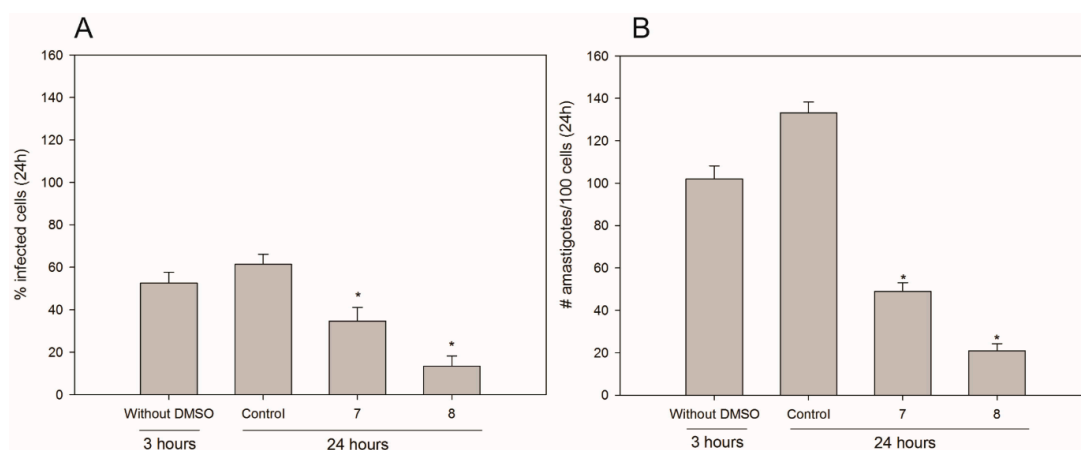 A
160
140
120
100
80
60
40
20
0
% infected cells (24h)
*
*
Without DMSO Control 7 8
3 hours 24 hours
B
160
140
120
100
80
60
40
20
0
# amastigotes/100 cells (24h)
*
*
Without DMSO Control 7 8
3 hours 24 hours